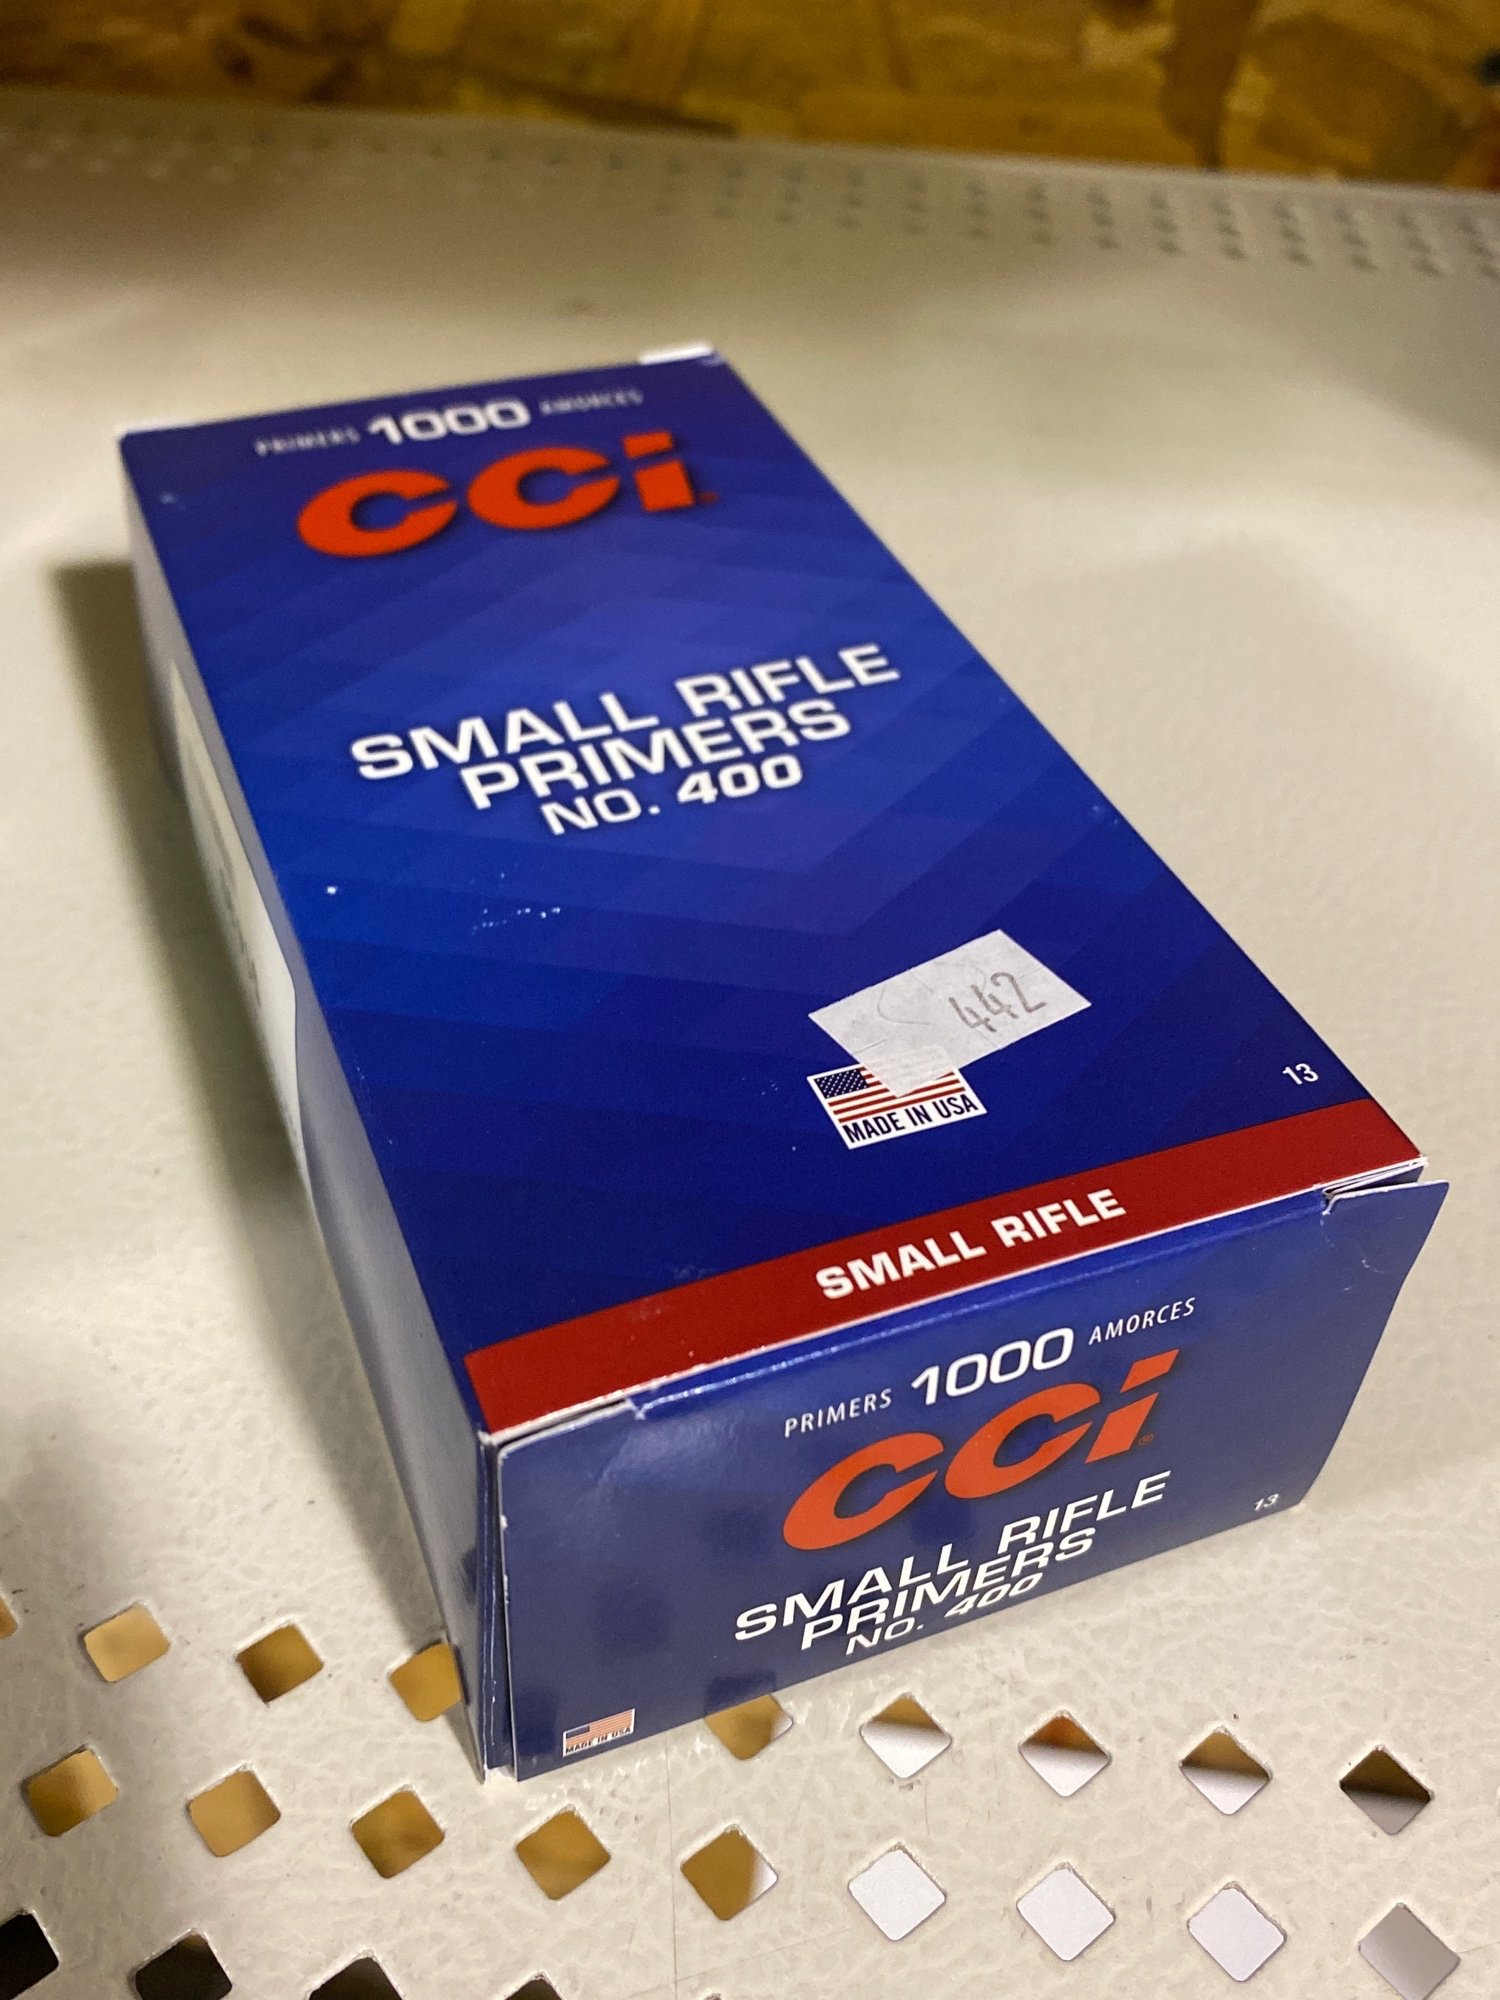 PRIMERS 1000 AMORCES
CCi
SMALL RIFLE
PRIMERS
NO. 400
442
MADE IN USA
13
SMALL RIFLE
PRIMERS 1000 AMORCES
CCi®
SMALL RIFLE
PRIMERS
NO. 400
13
MADE IN USA